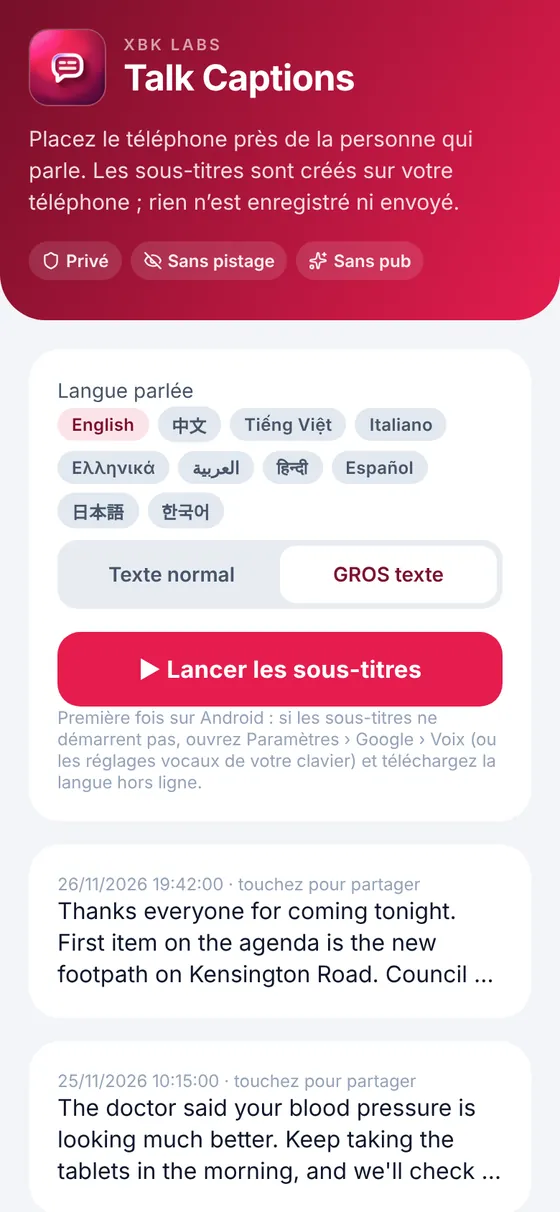 XBK LABS
Talk Captions
Placez le téléphone près de la personne qui
parle. Les sous-titres sont créés sur votre
téléphone ; rien n’est enregistré ni envoyé.
Privé
Sans pistage
Sans pub
Langue parlée
English
中文
Tiếng Việt
Italiano
Ελληνικά
العربية
हिन्दी
Español
日本語
한국어
Texte normal
GROS texte
▶ Lancer les sous-titres
Première fois sur Android : si les sous-titres ne
démarrent pas, ouvrez Paramètres › Google › Voix (ou
les réglages vocaux de votre clavier) et téléchargez la
langue hors ligne.
26/11/2026 19:42:00 · touchez pour partager
Thanks everyone for coming tonight.
First item on the agenda is the new
footpath on Kensington Road. Council ...
25/11/2026 10:15:00 · touchez pour partager
The doctor said your blood pressure is
looking much better. Keep taking the
tablets in the morning, and we'll check ...